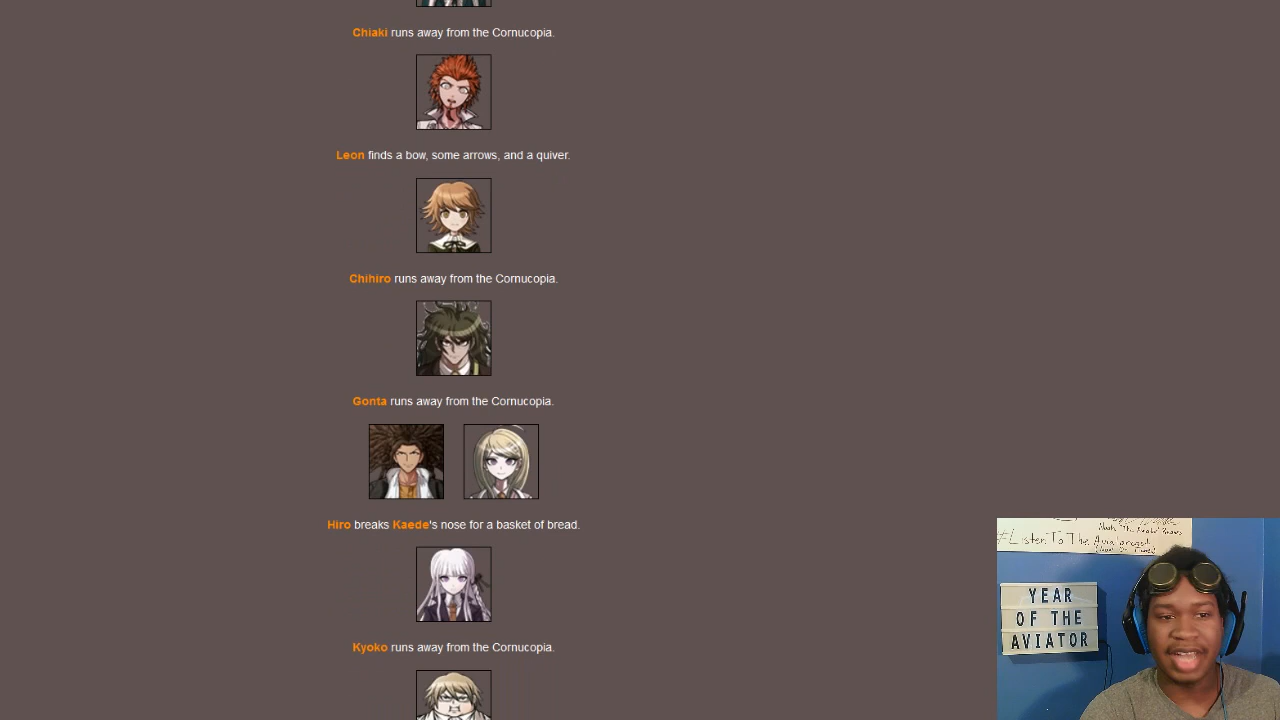 Chiaki runs away from the Cornucopia.
Leon finds a bow, some arrows, and a quiver.
Chihiro runs away from the Cornucopia.
Gonta runs away from the Cornucopia.
Hiro breaks Kaede's nose for a basket of bread.
Kyoko runs away from the Cornucopia.
#ListenToThe
YEAR
OF THE
AVIATOR